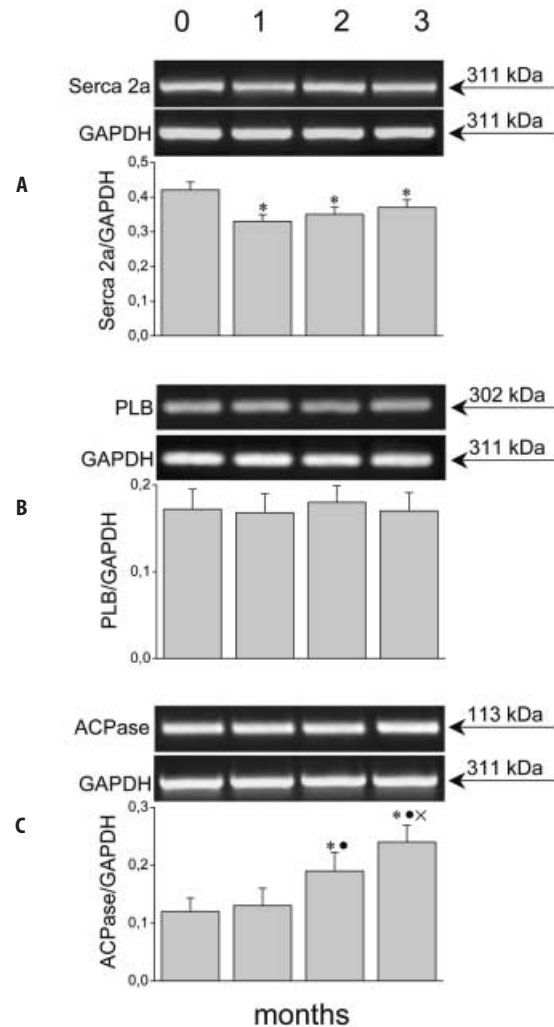 0 1 2 3
Serca 2a 311 kDa
GAPDH 311 kDa
A
Serca 2a/GAPDH
0,5
0,4
0,3
0,2
0,1
0,0
* * *
PLB 302 kDa
GAPDH 311 kDa
B
PLB/GAPDH
0,2
0,1
0,0
ACPase 113 kDa
GAPDH 311 kDa
C
ACPase/GAPDH
0,3
0,2
0,1
0,0
*● *●×
months